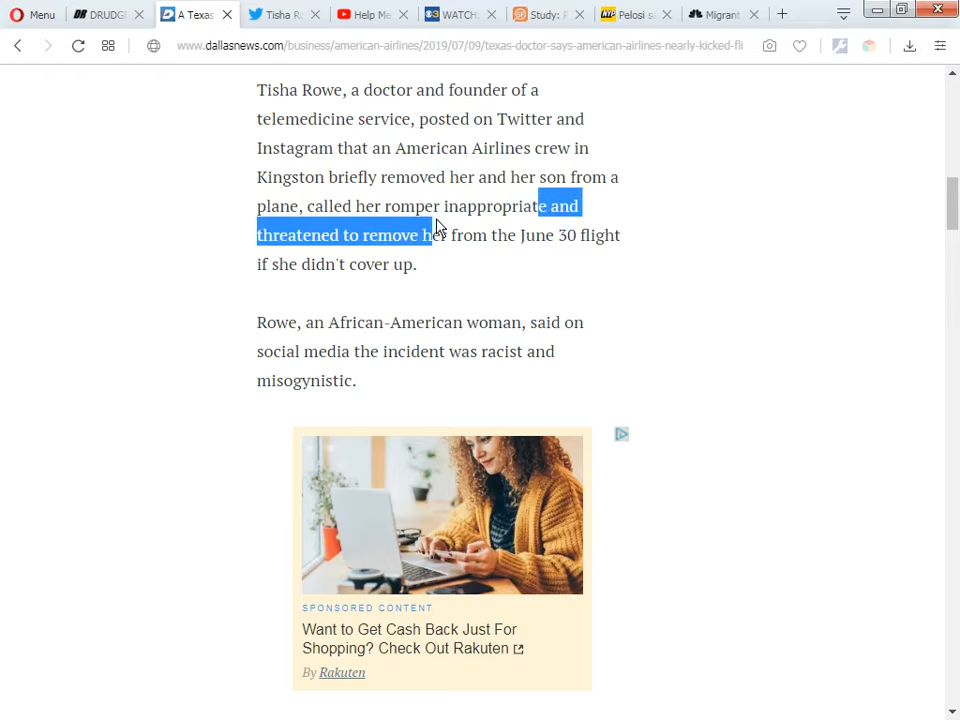 Menu
DRUDG
A Texas
Tisha R
Help Me
WATCH:
Study: F
Pelosi s
Migrant
www.dallasnews.com/business/american-airlines/2019/07/09/texas-doctor-says-american-airlines-nearly-kicked-fli
Tisha Rowe, a doctor and founder of a
telemedicine service, posted on Twitter and
Instagram that an American Airlines crew in
Kingston briefly removed her and her son from a
plane, called her romper inappropriate and
threatened to remove her from the June 30 flight
if she didn't cover up.
Rowe, an African-American woman, said on
social media the incident was racist and
misogynistic.
SPONSORED CONTENT
Want to Get Cash Back Just For
Shopping? Check Out Rakuten
By Rakuten